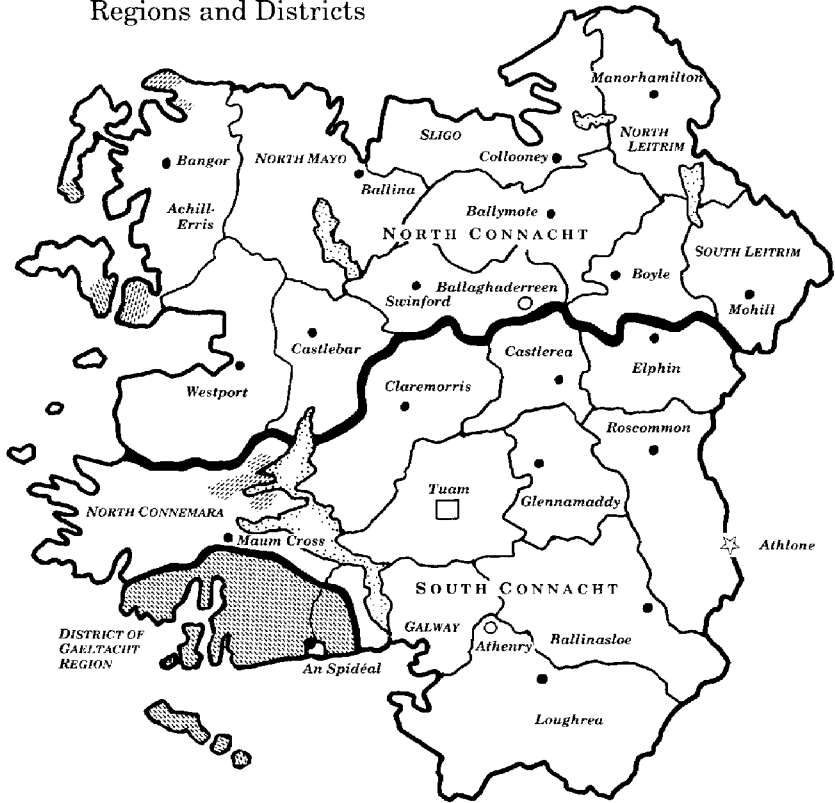 Regions and Districts
Manorhamilton
SLIGO
NORTH
LEITRIM
Bangor
NORTH MAYO
Collooney
Ballina
Achill-
Erris
Ballymote
NORTH CONNACHT
SOUTH LEITRIM
Ballaghaderreen
Boyle
Swinford
Mohill
Castlebar
Castlerea
Elphin
Westport
Claremorris
Roscommon
Tuam
Glennamaddy
NORTH CONNEMARA
Maum Cross
Athlone
SOUTH CONNACHT
GALWAY
DISTRICT OF
GAELTACHT
REGION
Athenry
Ballinasloe
An Spidéal
Loughrea